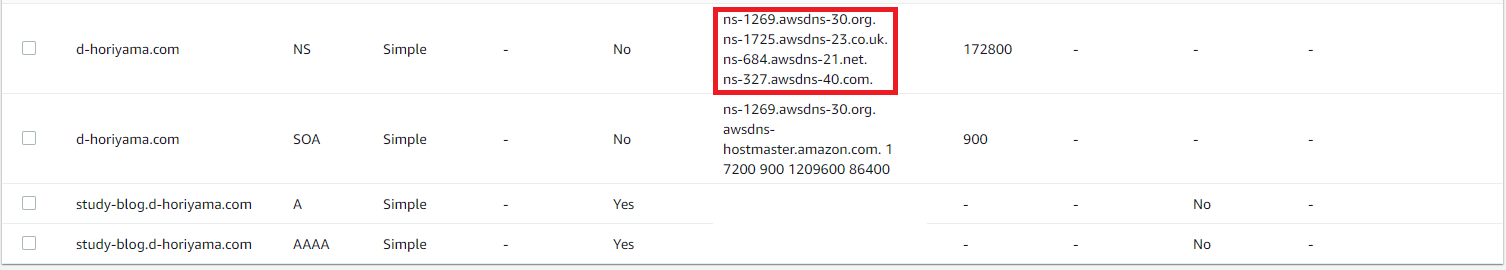 d-horiyama.com NS Simple - No ns-1269.awsdns-30.org. 172800 - - -
ns-1725.awsdns-23.co.uk.
ns-684.awsdns-21.net.
ns-327.awsdns-40.com.
d-horiyama.com SOA Simple - No ns-1269.awsdns-30.org. 900 - - -
awsdns-
hostmaster.amazon.com. 1
7200 900 1209600 86400
study-blog.d-horiyama.com A Simple - Yes - - No -
study-blog.d-horiyama.com AAAA Simple - Yes - - No -